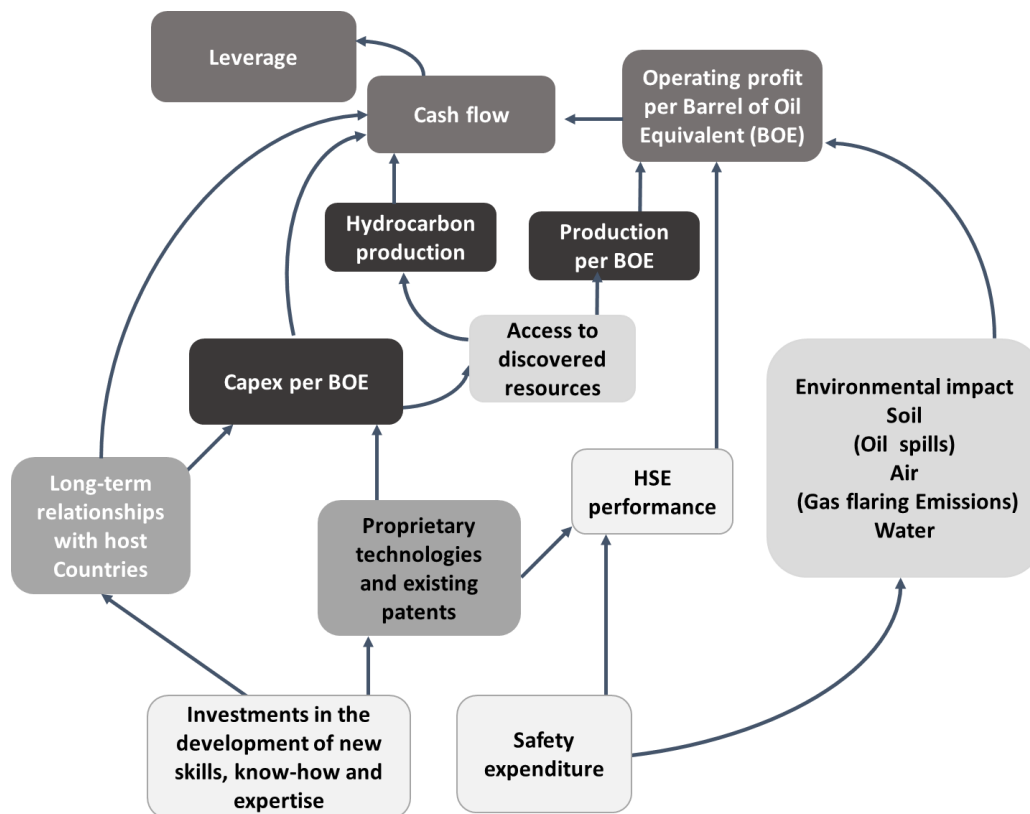 Leverage
Cash flow
Operating profit
per Barrel of Oil
Equivalent (BOE)
Hydrocarbon
production
Production
per BOE
Access to
discovered
resources
Capex per BOE
Environmental impact
Soil
(Oil spills)
Air
(Gas flaring Emissions)
Water
Long-term
relationships
with host
Countries
Proprietary
technologies
and existing
patents
HSE
performance
Investments in the
development of new
skills, know-how and
expertise
Safety
expenditure